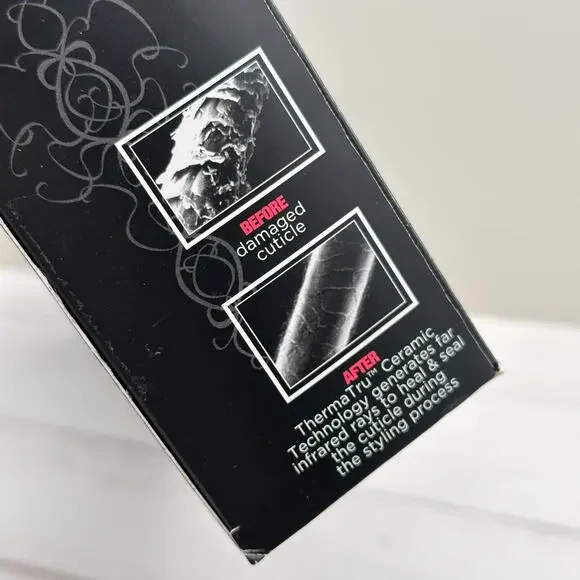 BEFORE
damaged
cuticle
AFTER
ThermaTru™ Ceramic
Technology generates far
infrared rays to heal & seal
the cuticle during
the styling process